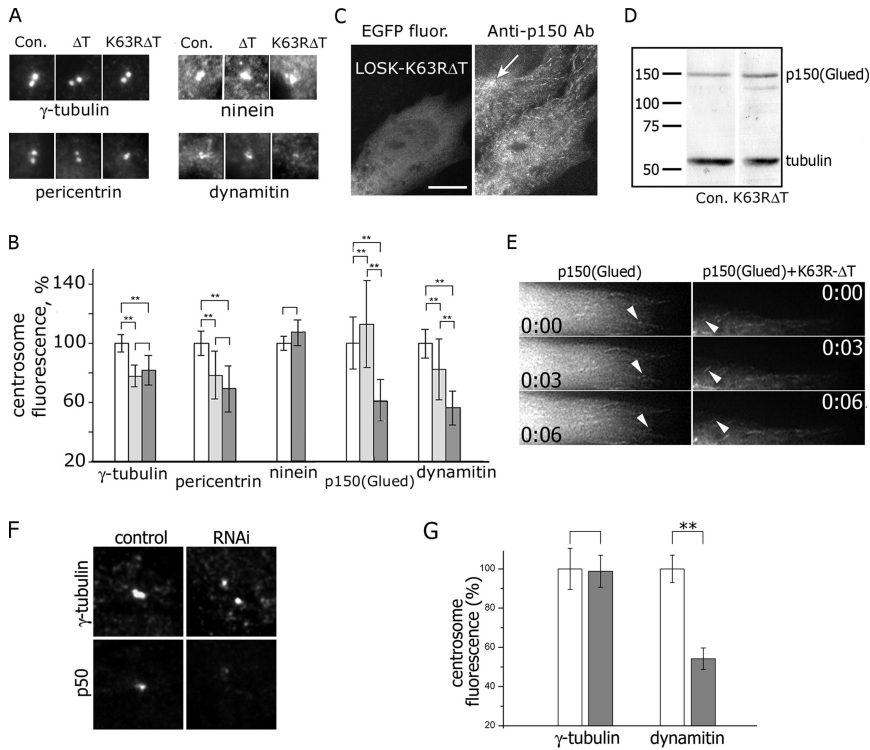 A
Con. ΔT K63RΔT
γ-tubulin
pericentrin
Con. ΔT K63RΔT
ninein
dynamitin
C
EGFP fluor. Anti-p150 Ab
LOSK-K63RΔT
D
150
100
75
50
p150(Glued)
tubulin
Con. K63RΔT
B
centrosome
fluorescence, %
140
100
60
20
** ** ** ** ** ** ** ** ** **
γ-tubulin pericentrin ninein p150(Glued) dynamitin
E
p150(Glued) p150(Glued)+K63R-ΔT
0:00 0:00
0:03 0:03
0:06 0:06
F
control RNAi
γ-tubulin
p50
G
centrosome
fluorescence (%)
100
80
60
40
20
**
γ-tubulin dynamitin